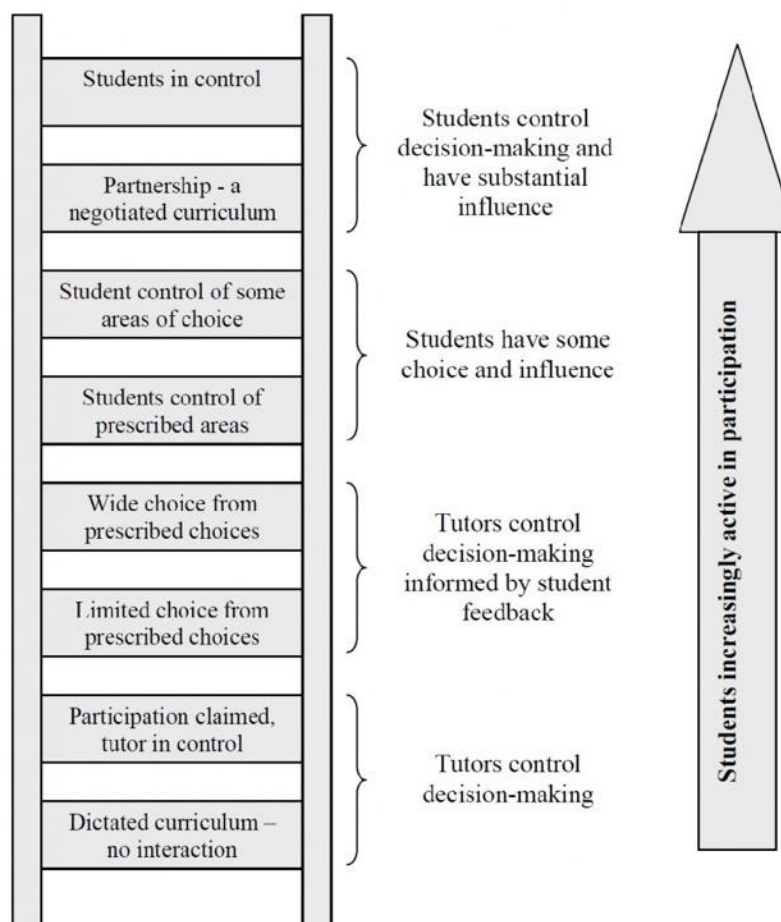 Students in control
Partnership - a
negotiated curriculum
Students control
decision-making and
have substantial
influence
Student control of some
areas of choice
Students control of
prescribed areas
Students have some
choice and influence
Wide choice from
prescribed choices
Limited choice from
prescribed choices
Tutors control
decision-making
informed by student
feedback
Participation claimed,
tutor in control
Dictated curriculum –
no interaction
Tutors control
decision-making
Students increasingly active in participation